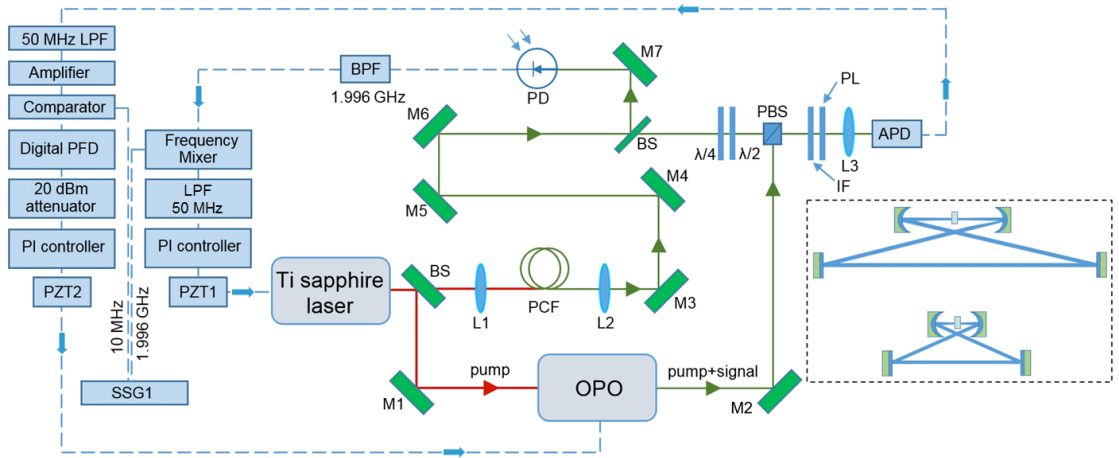 50 MHz LPF
Amplifier
Comparator
Digital PFD
20 dBm
attenuator
PI controller
PZT2
10 MHz
1.996 GHz
SSG1
Frequency
Mixer
LPF
50 MHz
PI controller
PZT1
BPF
1.996 GHz
PD
M7
M6
BS
λ/4
λ/2
PBS
PL
IF
L3
APD
M5
M4
Ti sapphire
laser
BS
L1
PCF
L2
M3
M1
pump
OPO
pump+signal
M2